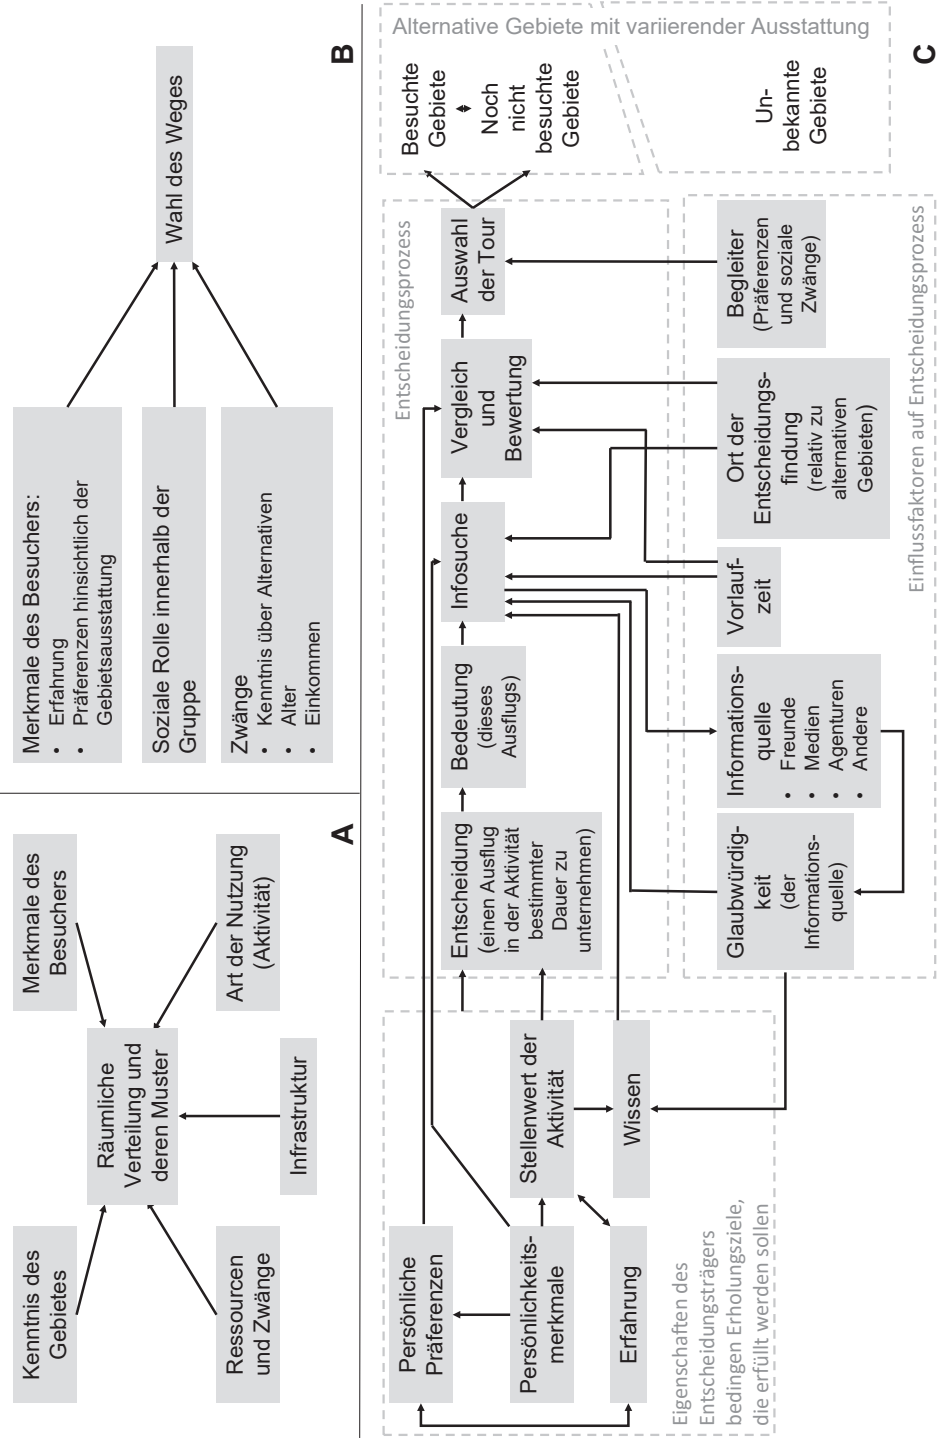 Kenntnis des
Gebietes
Merkmale des
Besuchers
Räumliche
Verteilung und
deren Muster
Ressourcen
und Zwänge
Infrastruktur
Art der Nutzung
(Aktivität)
A
Merkmale des Besuchers:
• Erfahrung
• Präferenzen hinsichtlich der
Gebietsausstattung
Soziale Rolle innerhalb der
Gruppe
Zwänge
• Kenntnis über Alternativen
• Alter
• Einkommen
Wahl des Weges
B
Persönliche
Präferenzen
Persönlichkeits-
merkmale
Erfahrung
Stellenwert der
Aktivität
Wissen
Eigenschaften des
Entscheidungsträgers
bedingen Erholungsziele,
die erfüllt werden sollen
Entscheidungsprozess
Entscheidung
(einen Ausflug
in der Aktivität
bestimmter
Dauer zu
unternehmen)
Bedeutung
(dieses
Ausflugs)
Infosuche
Vergleich
und
Bewertung
Auswahl
der Tour
Glaubwürdig-
keit
(der
Informations-
quelle)
Informations-
quelle
• Freunde
• Medien
• Agenturen
• Andere
Vorlauf-
zeit
Ort der
Entscheidungs-
findung
(relativ zu
alternativen
Gebieten)
Begleiter
(Präferenzen
und soziale
Zwänge)
Einflussfaktoren auf Entscheidungsprozess
Alternative Gebiete mit variierender Ausstattung
Besuchte
Gebiete
Noch
nicht
besuchte
Gebiete
Un-
bekannte
Gebiete
C